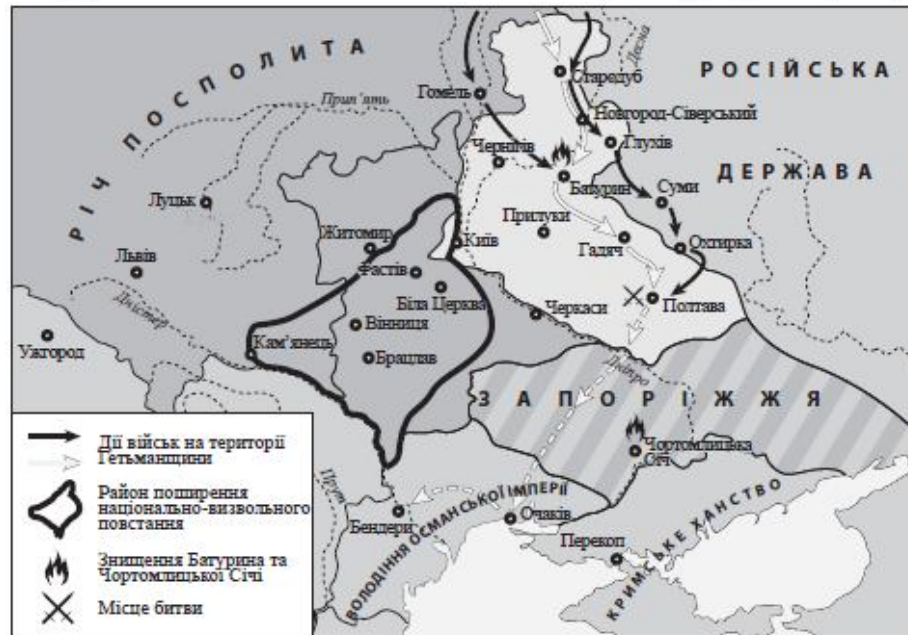 РІЧ ПОСПОЛИТА
Прип'ять
Гомель
Стародуб
Десна
РОСІЙСЬКА
ДЕРЖАВА
Новгород-Сіверський
Чернігів
Глухів
Батурин
Суми
Луцьк
Прилуки
Житомир
Київ
Гадяч
Охтирка
Львів
Фастів
Біла Церква
Полтава
Дністер
Черкаси
Ужгород
Кам'янець
Вінниця
Брацлав
Дніпро
ЗАПОРІЖЖЯ
Чортомлицька
Січ
Прут
Бендери
ВОЛОДІННЯ ОСМАНСЬКОЇ ІМПЕРІЇ
Очаків
Перекоп
КРИМСЬКЕ ХАНСТВО
Дії військ на території
Гетьманщини
Район поширення
національно-визвольного
повстання
Знищення Батурина та
Чортомлицької Січі
Місце битви